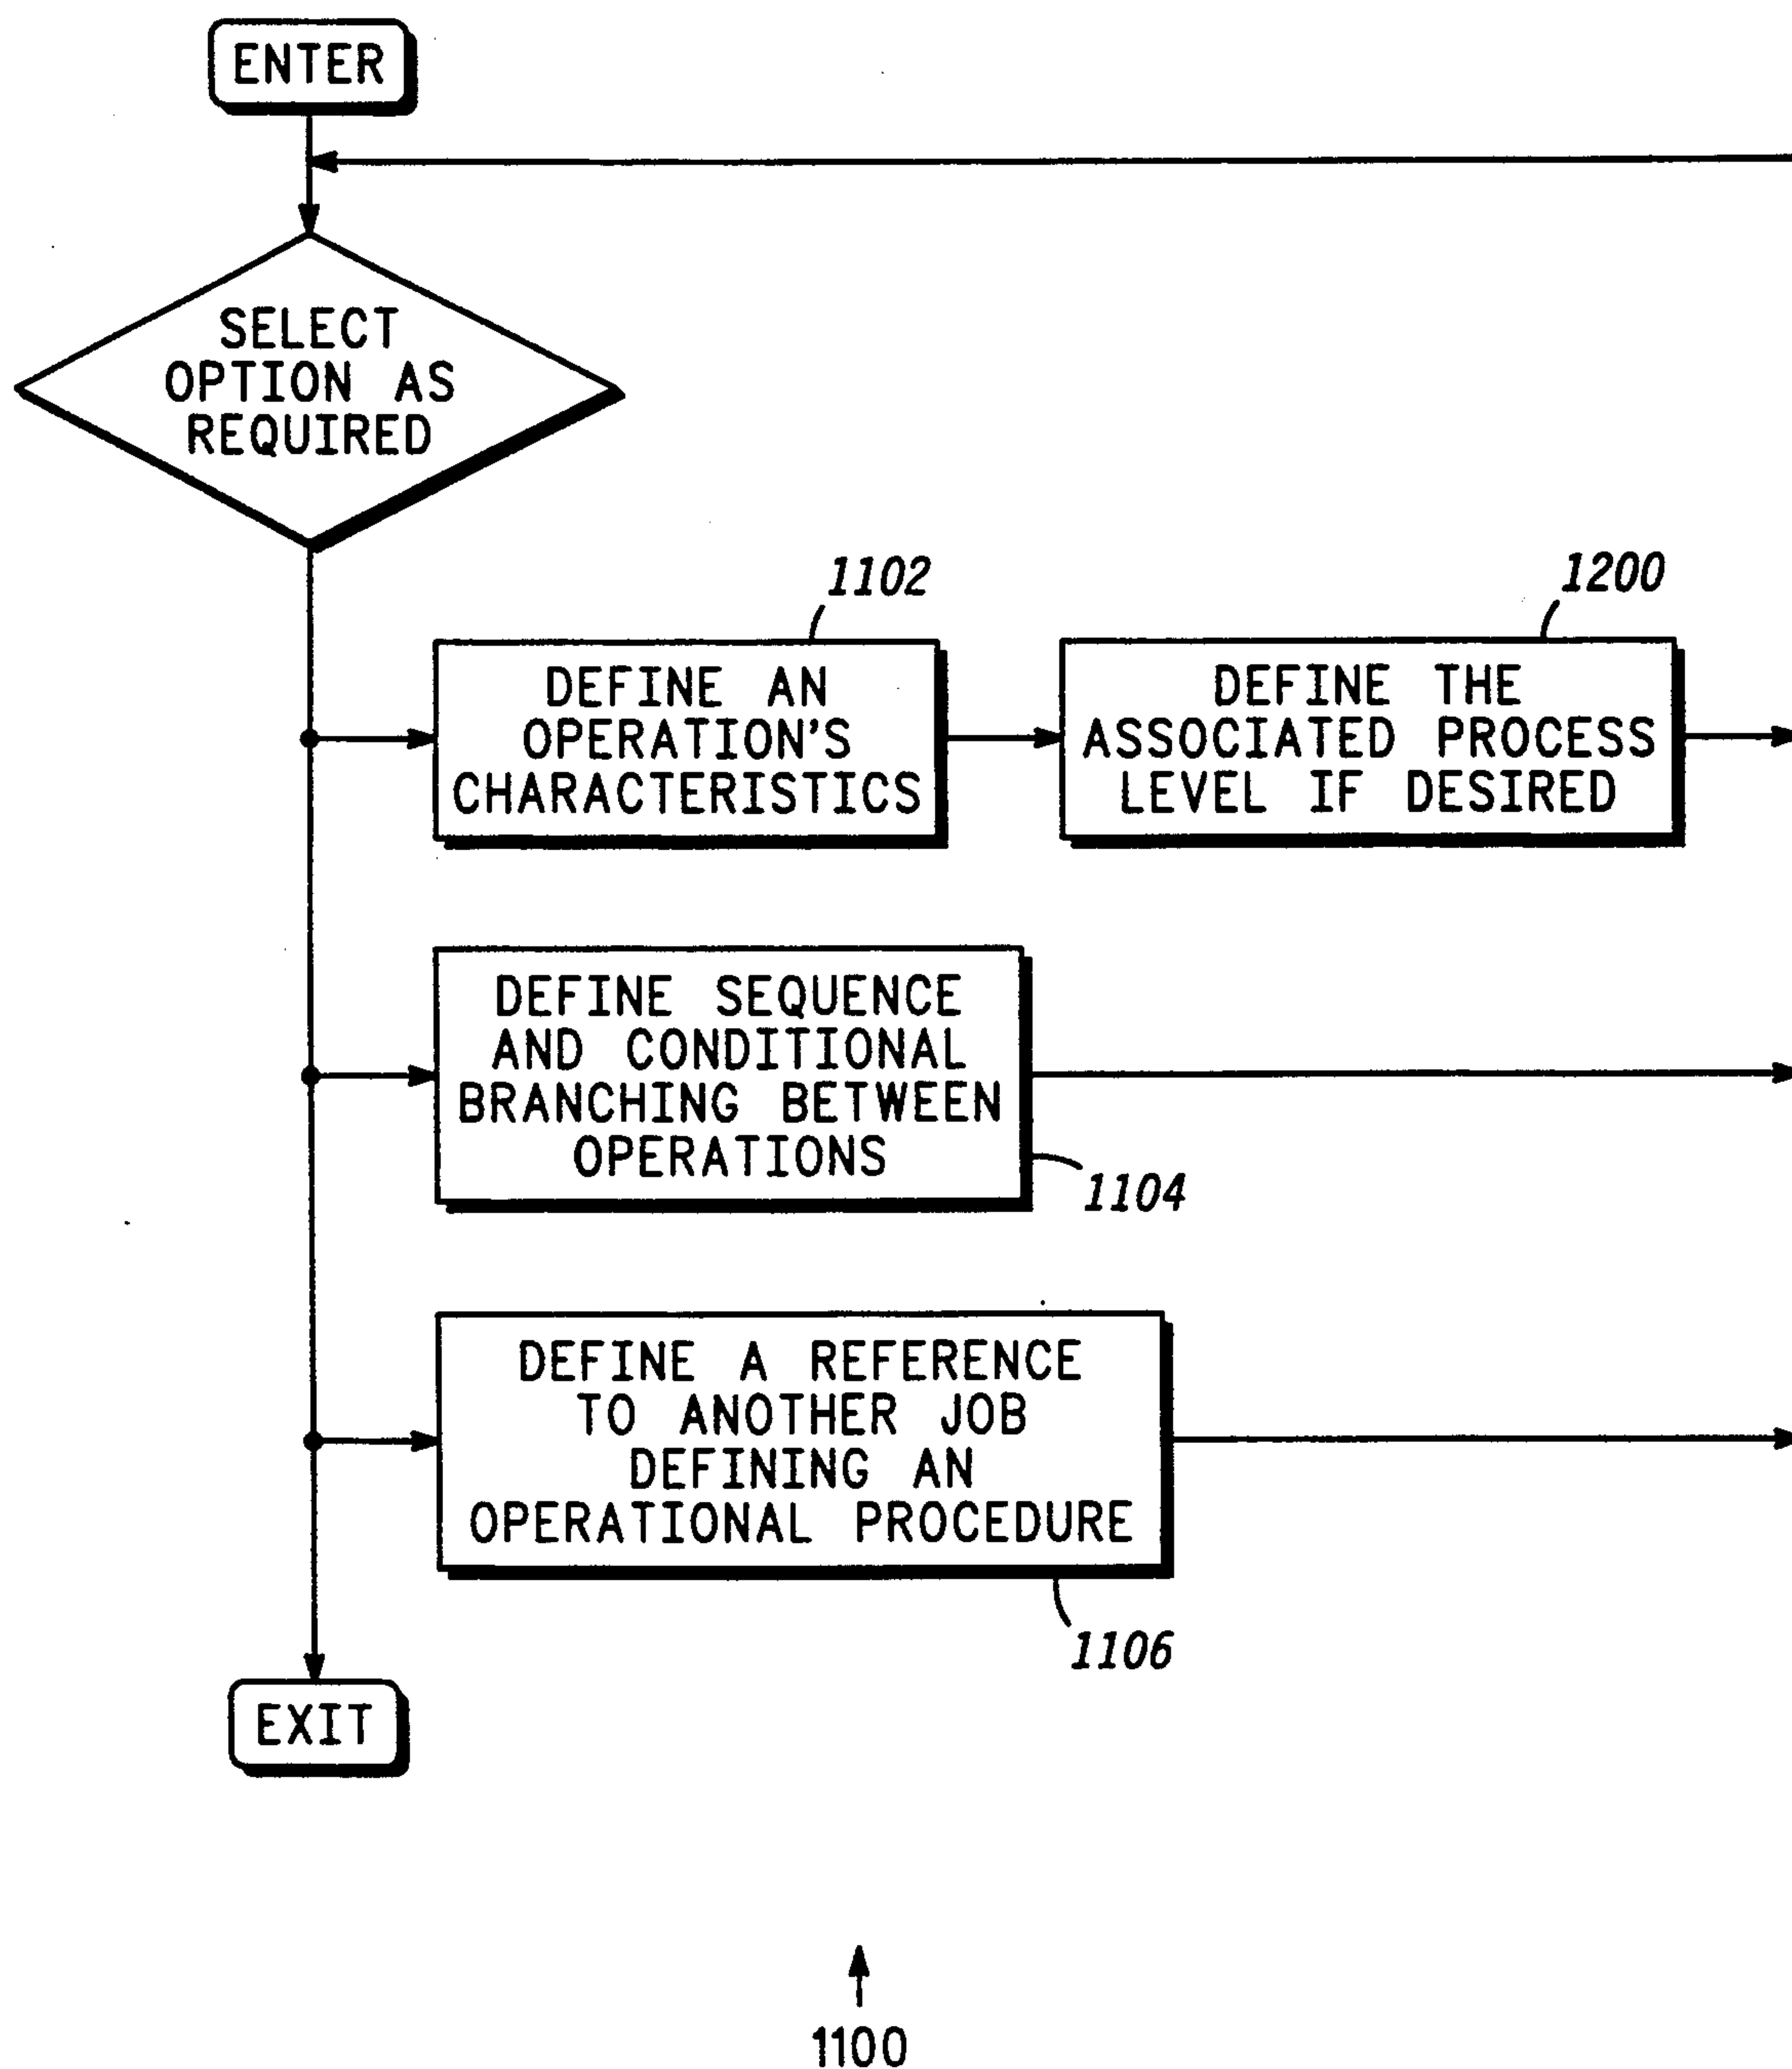 ENTER
SELECT
OPTION AS
REQUIRED
1102
DEFINE AN
OPERATION'S
CHARACTERISTICS
1200
DEFINE THE
ASSOCIATED PROCESS
LEVEL IF DESIRED
DEFINE SEQUENCE
AND CONDITIONAL
BRANCHING BETWEEN
OPERATIONS
1104
DEFINE A REFERENCE
TO ANOTHER JOB
DEFINING AN
OPERATIONAL PROCEDURE
1106
EXIT
1100